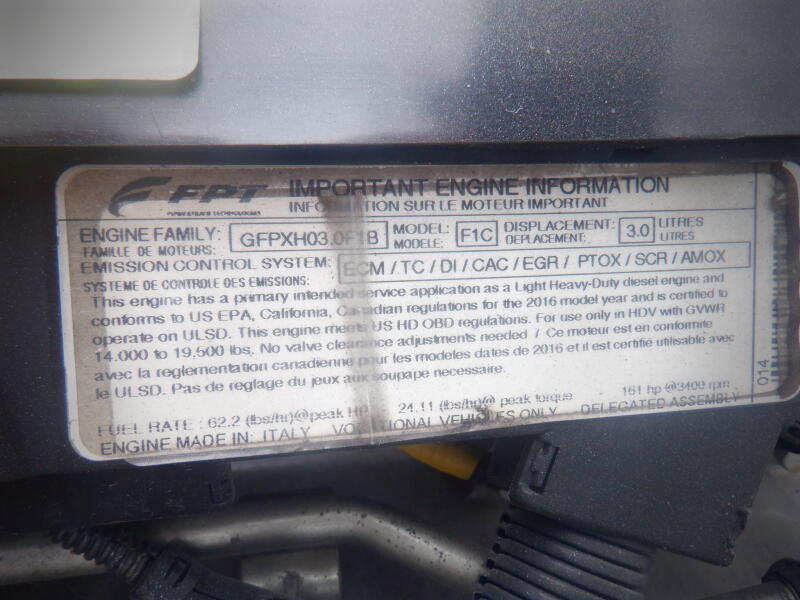 FPT IMPORTANT ENGINE INFORMATION
POWERTRAIN TECHNOLOGIES INFORMATION SUR LE MOTEUR IMPORTANT
ENGINE FAMILY: GFPXH03.0F1B MODEL: F1C DISPLACEMENT: 3.0 LITRES
FAMILLE DE MOTEURS: MODELE: DEPLACEMENT: LITRES
EMISSION CONTROL SYSTEM: ECM / TC / DI / CAC / EGR / PTOX / SCR / AMOX
SYSTEME DE CONTROLE DES EMISSIONS:
This engine has a primary intended service application as a Light Heavy-Duty diesel engine and
conforms to US EPA, California, Canadian regulations for the 2016 model year and is certified to
operate on ULSD. This engine meets US HD OBD regulations. For use only in HDV with GVWR
14.000 to 19,500 lbs. No valve clearance adjustments needed / Ce moteur est en conformite
avec la reglementation canadienne pour les modeles dates de 2016 et il est certifié utilisable avec
le ULSD. Pas de reglage du jeux aux soupape necessaire.
FUEL RATE : 62.2 (lbs/hr)@peak HP 24.11 (lbs/hr)@ peak torque 161 hp @3400 rpm
ENGINE MADE IN: ITALY VOCATIONAL VEHICLES ONLY DELEGATED ASSEMBLY
014